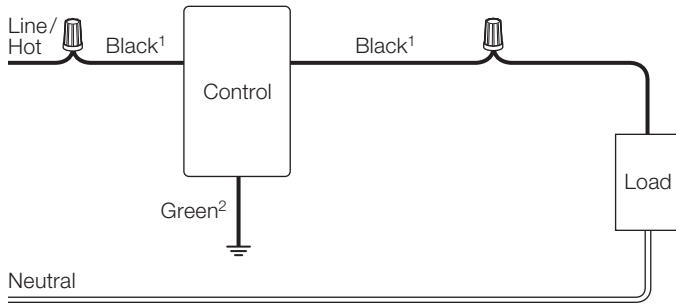 Line/
Hot
Black¹
Black¹
Control
Load
Green²
Neutral